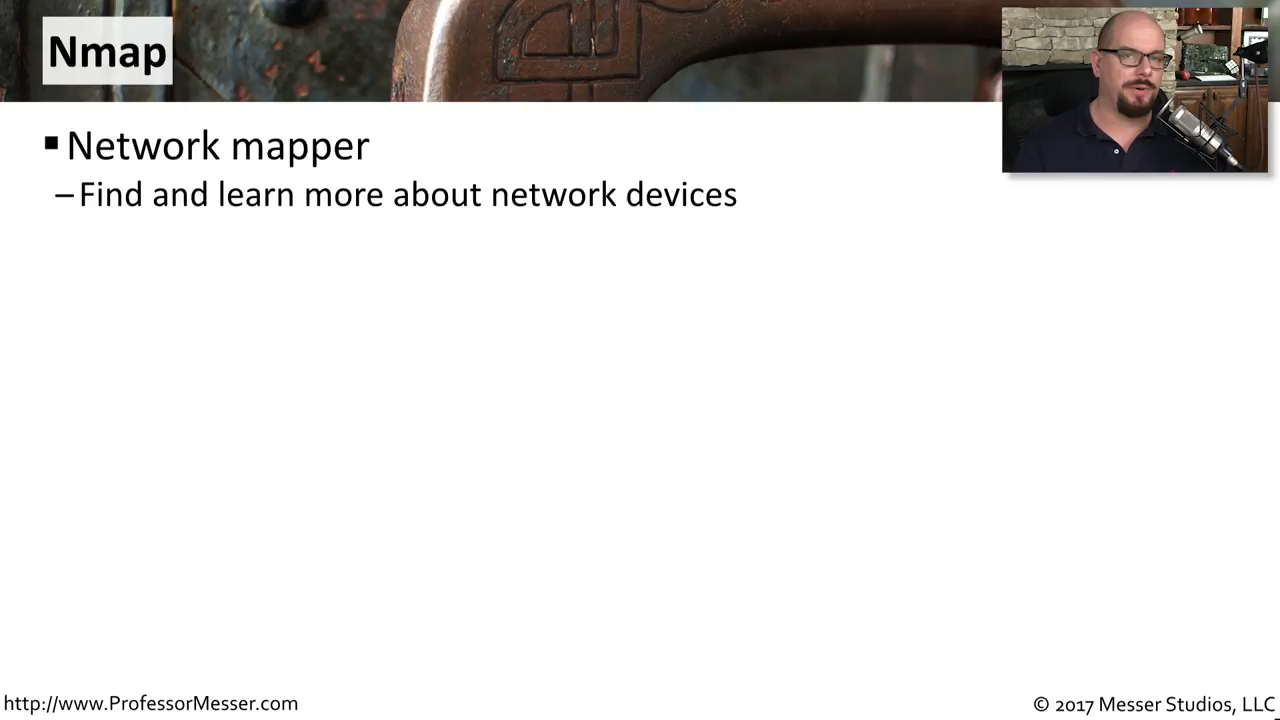 Nmap
▪ Network mapper
– Find and learn more about network devices
http://www.ProfessorMesser.com
© 2017 Messer Studios, LLC